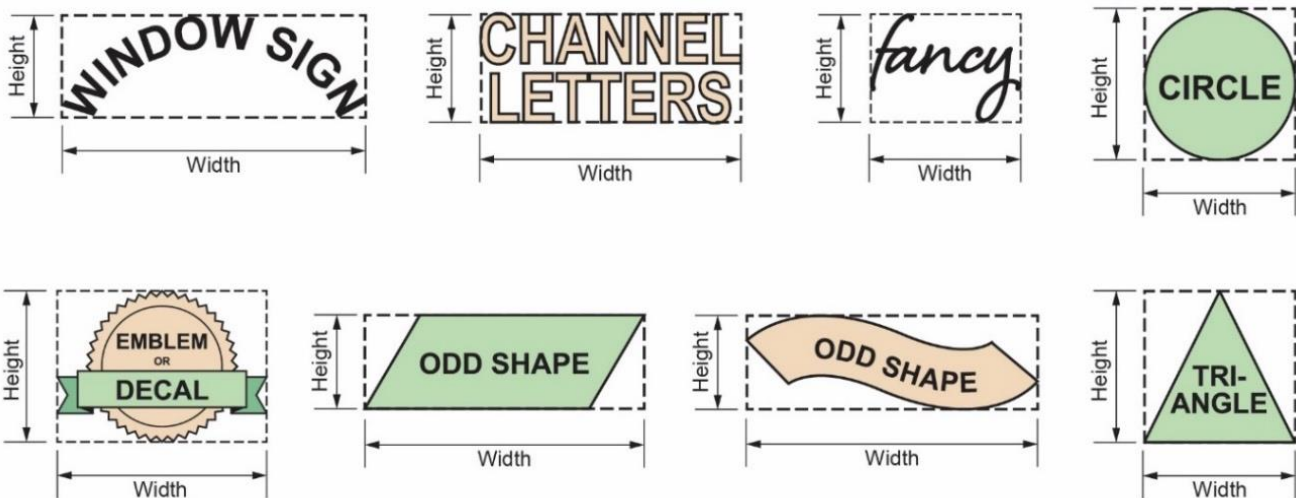 Height
WINDOW SIGN
Width
Height
CHANNEL
LETTERS
Width
Height
fancy
Width
Height
CIRCLE
Width
Height
EMBLEM
OR
DECAL
Width
Height
ODD SHAPE
Width
Height
ODD SHAPE
Width
Height
TRI-
ANGLE
Width